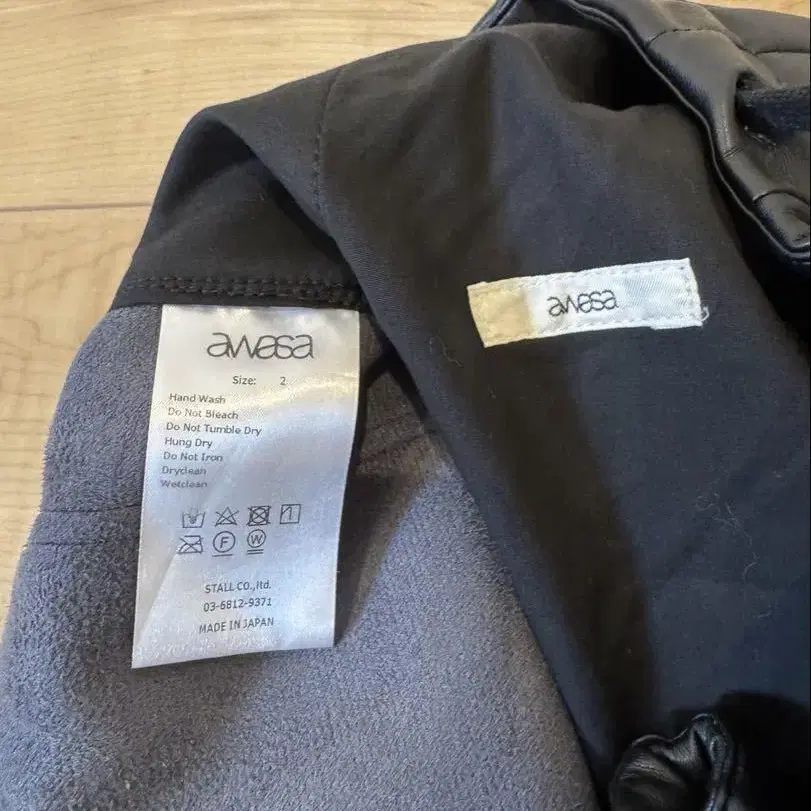 awasa
Size: 2
Hand Wash
Do Not Bleach
Do Not Tumble Dry
Hung Dry
Do Not Iron
Dryclean
Wetclean
F
W
STALL CO.,ltd.
03-6812-9371
MADE IN JAPAN
awasa